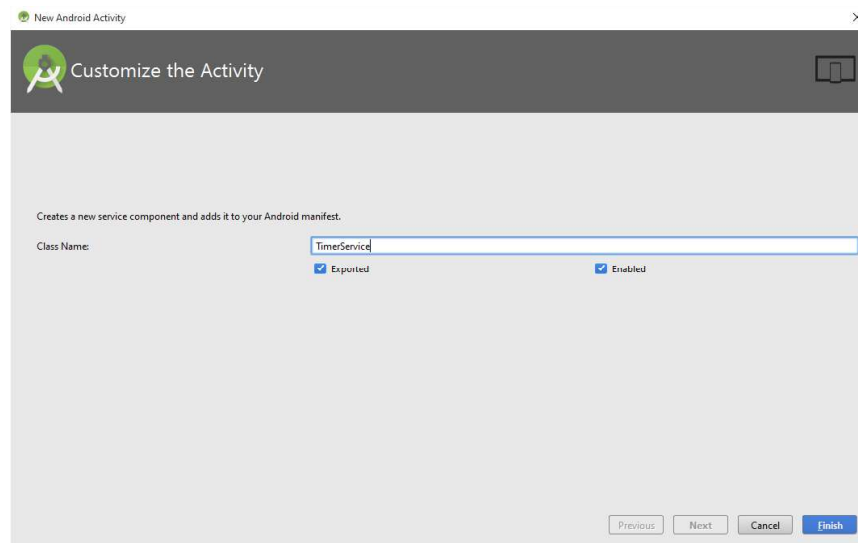 New Android Activity
Customize the Activity
Creates a new service component and adds it to your Android manifest.
Class Name:
TimerService
Exported
Enabled
Previous
Next
Cancel
Finish